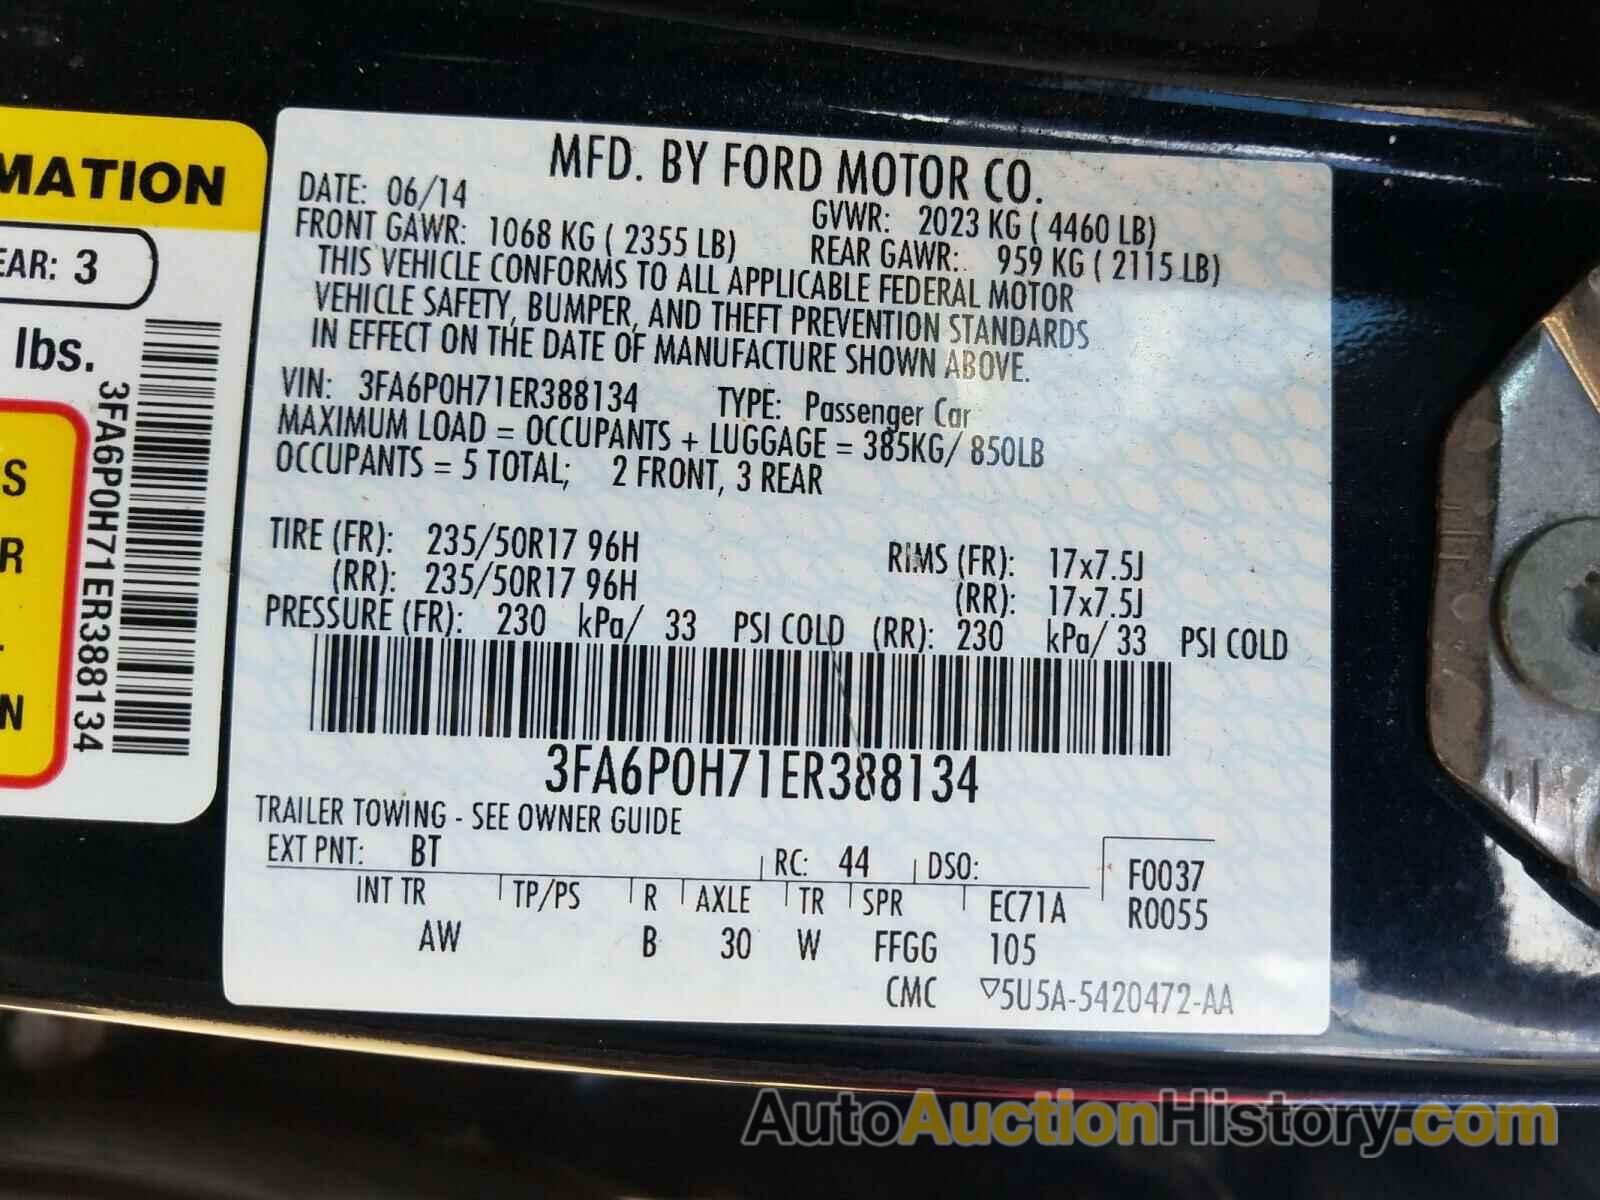 MATION
EAR: 3
lbs.
S
R
N
3FA6P0H71ER388134
MFD. BY FORD MOTOR CO.
DATE: 06/14 GVWR: 2023 KG ( 4460 LB)
FRONT GAWR: 1068 KG ( 2355 LB) REAR GAWR: 959 KG ( 2115 LB)
THIS VEHICLE CONFORMS TO ALL APPLICABLE FEDERAL MOTOR
VEHICLE SAFETY, BUMPER, AND THEFT PREVENTION STANDARDS
IN EFFECT ON THE DATE OF MANUFACTURE SHOWN ABOVE.
VIN: 3FA6P0H71ER388134 TYPE: Passenger Car
MAXIMUM LOAD = OCCUPANTS + LUGGAGE = 385KG/ 850LB
OCCUPANTS = 5 TOTAL; 2 FRONT, 3 REAR
TIRE (FR): 235/50R17 96H RIMS (FR): 17x7.5J
(RR): 235/50R17 96H (RR): 17x7.5J
PRESSURE (FR): 230 kPa/ 33 PSI COLD (RR): 230 kPa/ 33 PSI COLD
3FA6P0H71ER388134
TRAILER TOWING - SEE OWNER GUIDE
EXT PNT: BT RC: 44 DSO: F0037
INT TR TP/PS R AXLE TR SPR EC71A R0055
AW B 30 W FFGG 105
CMC ▽5U5A-5420472-AA
AutoAuctionHistory.com